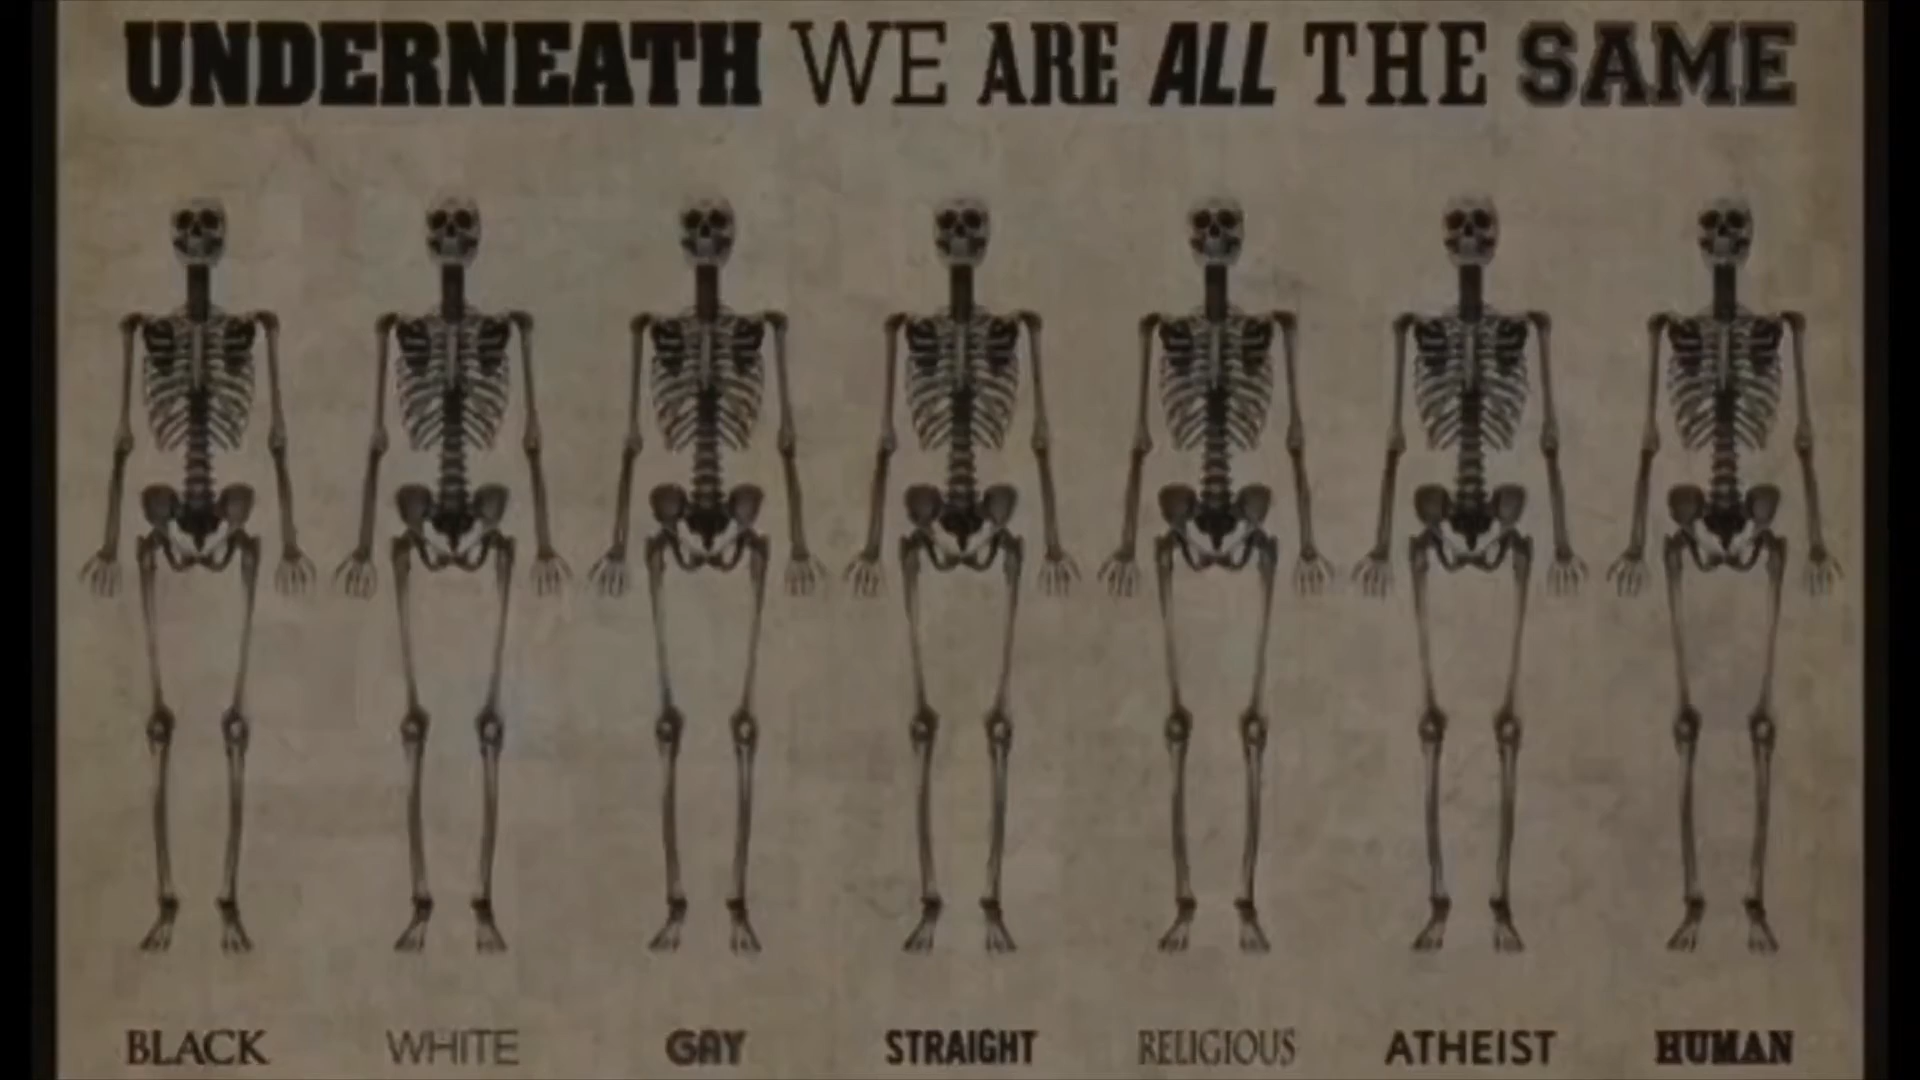 UNDERNEATH WE ARE ALL THE SAME
BLACK WHITE GAY STRAIGHT RELIGIOUS ATHEIST HUMAN